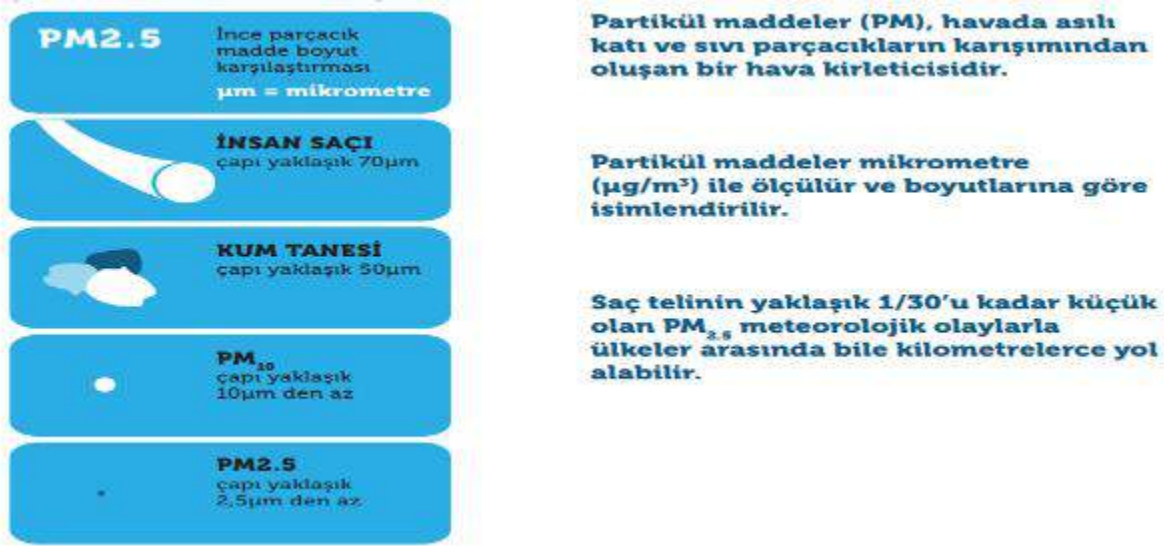 PM2.5
İnce parçacık
madde boyut
karşılaştırması
µm = mikrometre
İNSAN SAÇI
çapı yaklaşık 70µm
KUM TANESİ
çapı yaklaşık 50µm
PM₁₀
çapı yaklaşık
10µm den az
PM2.5
çapı yaklaşık
2,5µm den az
Partikül maddeler (PM), havada asılı
katı ve sıvı parçacıkların karışımından
oluşan bir hava kirleticisidir.
Partikül maddeler mikrometre
(µg/m³) ile ölçülür ve boyutlarına göre
isimlendirilir.
Saç telinin yaklaşık 1/30’u kadar küçük
olan PM₂.₅ meteorolojik olaylarla
ülkeler arasında bile kilometrelerce yol
alabilir.